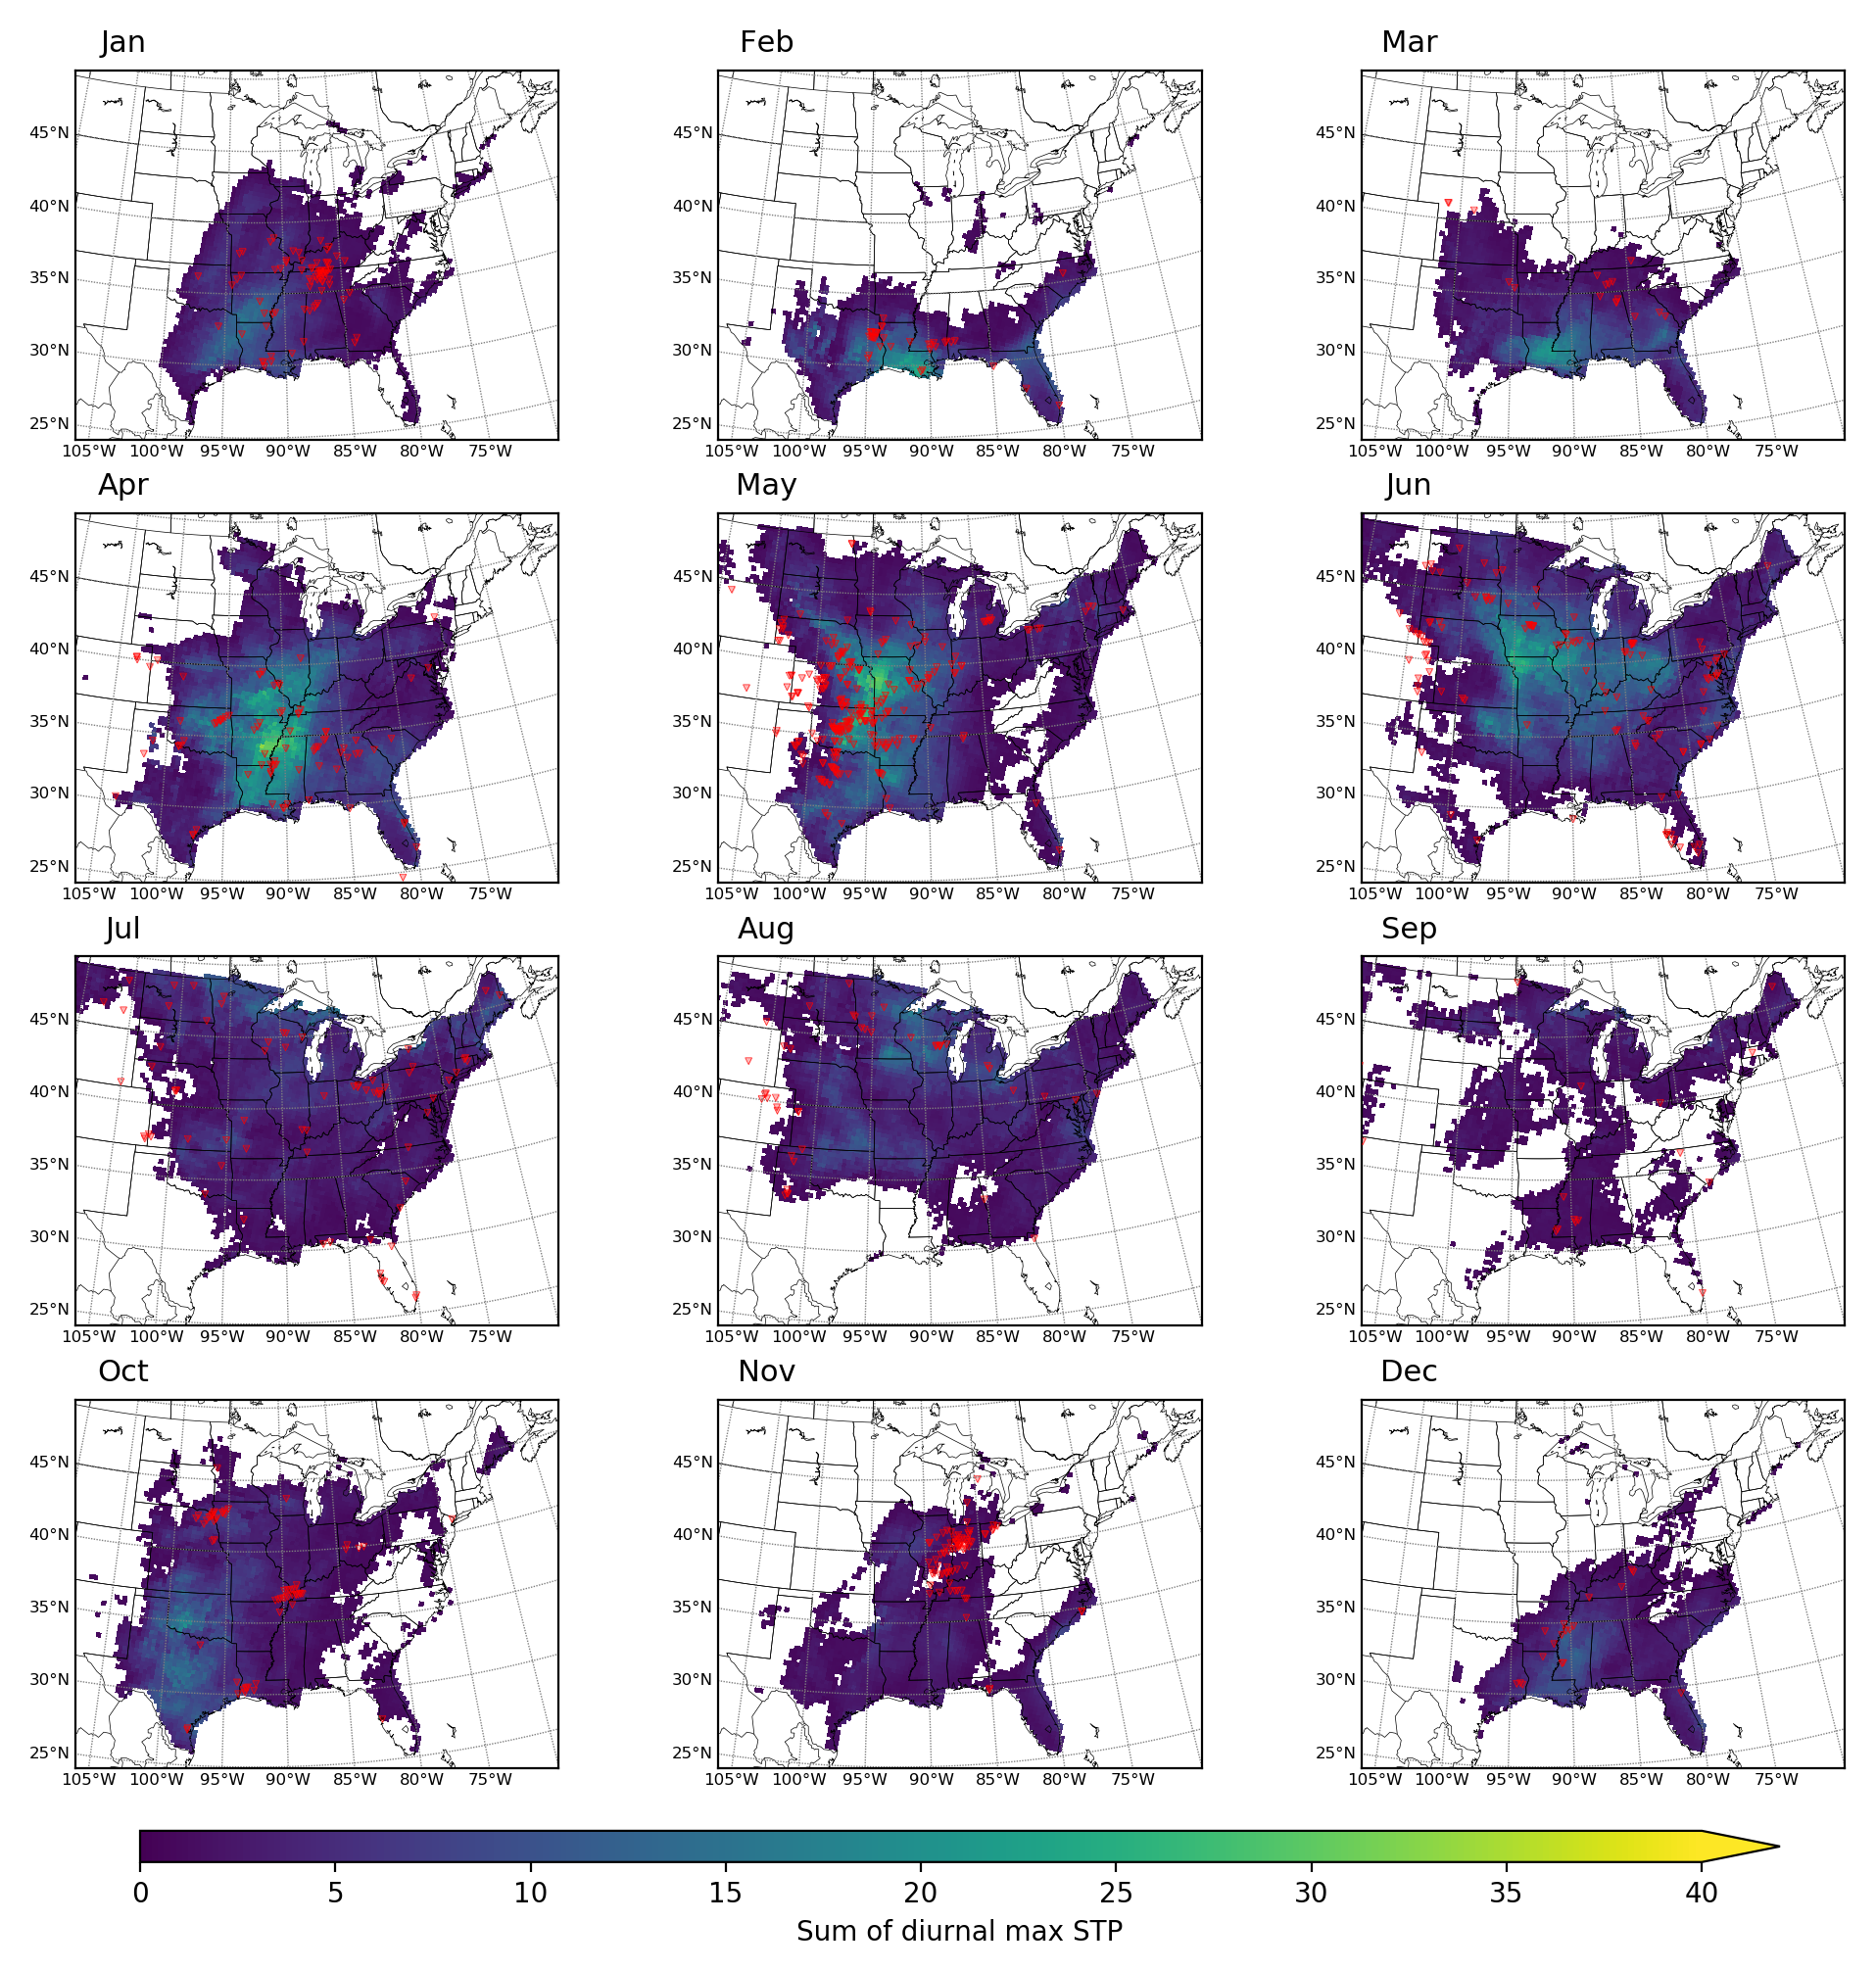 Jan Feb Mar
45°N 45°N 45°N
40°N 40°N 40°N
35°N 35°N 35°N
30°N 30°N 30°N
25°N 25°N 25°N
105°W 100°W 95°W 90°W 85°W 80°W 75°W 105°W 100°W 95°W 90°W 85°W 80°W 75°W 105°W 100°W 95°W 90°W 85°W 80°W 75°W
Apr May Jun
45°N 45°N 45°N
40°N 40°N 40°N
35°N 35°N 35°N
30°N 30°N 30°N
25°N 25°N 25°N
105°W 100°W 95°W 90°W 85°W 80°W 75°W 105°W 100°W 95°W 90°W 85°W 80°W 75°W 105°W 100°W 95°W 90°W 85°W 80°W 75°W
Jul Aug Sep
45°N 45°N 45°N
40°N 40°N 40°N
35°N 35°N 35°N
30°N 30°N 30°N
25°N 25°N 25°N
105°W 100°W 95°W 90°W 85°W 80°W 75°W 105°W 100°W 95°W 90°W 85°W 80°W 75°W 105°W 100°W 95°W 90°W 85°W 80°W 75°W
Oct Nov Dec
45°N 45°N 45°N
40°N 40°N 40°N
35°N 35°N 35°N
30°N 30°N 30°N
25°N 25°N 25°N
105°W 100°W 95°W 90°W 85°W 80°W 75°W 105°W 100°W 95°W 90°W 85°W 80°W 75°W 105°W 100°W 95°W 90°W 85°W 80°W 75°W
0 5 10 15 20 25 30 35 40
Sum of diurnal max STP